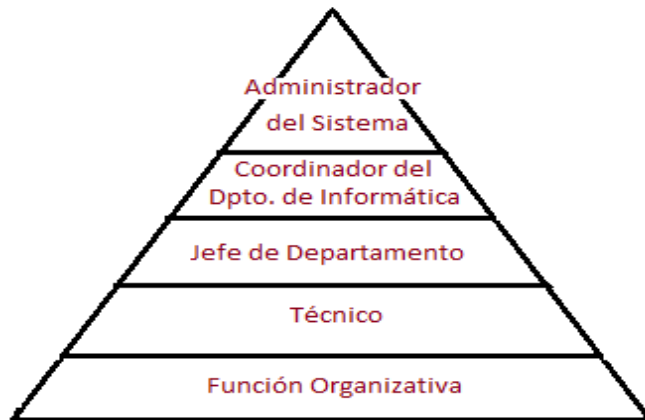 Administrador
del Sistema
Coordinador del
Dpto. de Informática
Jefe de Departamento
Técnico
Función Organizativa